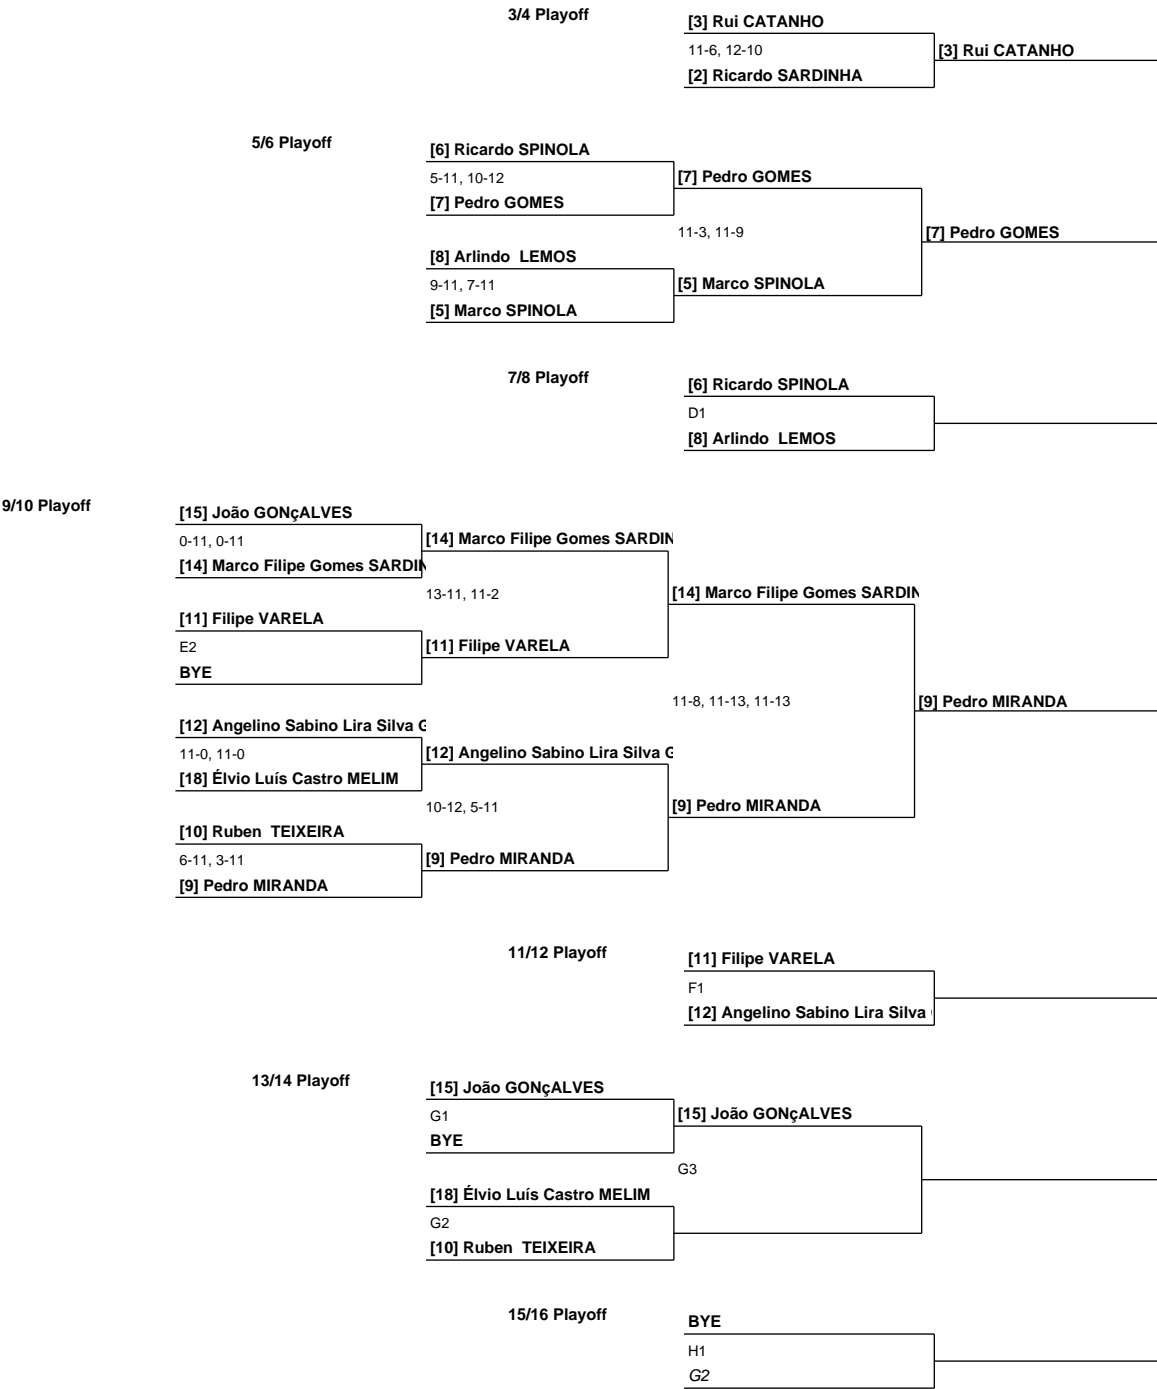 3/4 Playoff
[3] Rui CATANHO
11-6, 12-10
[3] Rui CATANHO
[2] Ricardo SARDINHA
5/6 Playoff
[6] Ricardo SPINOLA
5-11, 10-12
[7] Pedro GOMES
[7] Pedro GOMES
11-3, 11-9
[7] Pedro GOMES
[8] Arlindo  LEMOS
9-11, 7-11
[5] Marco SPINOLA
[5] Marco SPINOLA
7/8 Playoff
[6] Ricardo SPINOLA
D1
[8] Arlindo  LEMOS
9/10 Playoff
[15] João GONçALVES
0-11, 0-11
[14] Marco Filipe Gomes SARDIN
[14] Marco Filipe Gomes SARDIN
13-11, 11-2
[14] Marco Filipe Gomes SARDIN
[11] Filipe VARELA
E2
[11] Filipe VARELA
BYE
11-8, 11-13, 11-13
[9] Pedro MIRANDA
[12] Angelino Sabino Lira Silva G
11-0, 11-0
[12] Angelino Sabino Lira Silva G
[18] Élvio Luís Castro MELIM
10-12, 5-11
[9] Pedro MIRANDA
[10] Ruben  TEIXEIRA
6-11, 3-11
[9] Pedro MIRANDA
[9] Pedro MIRANDA
11/12 Playoff
[11] Filipe VARELA
F1
[12] Angelino Sabino Lira Silva
13/14 Playoff
[15] João GONçALVES
G1
[15] João GONçALVES
BYE
G3
[18] Élvio Luís Castro MELIM
G2
[10] Ruben  TEIXEIRA
15/16 Playoff
BYE
H1
G2